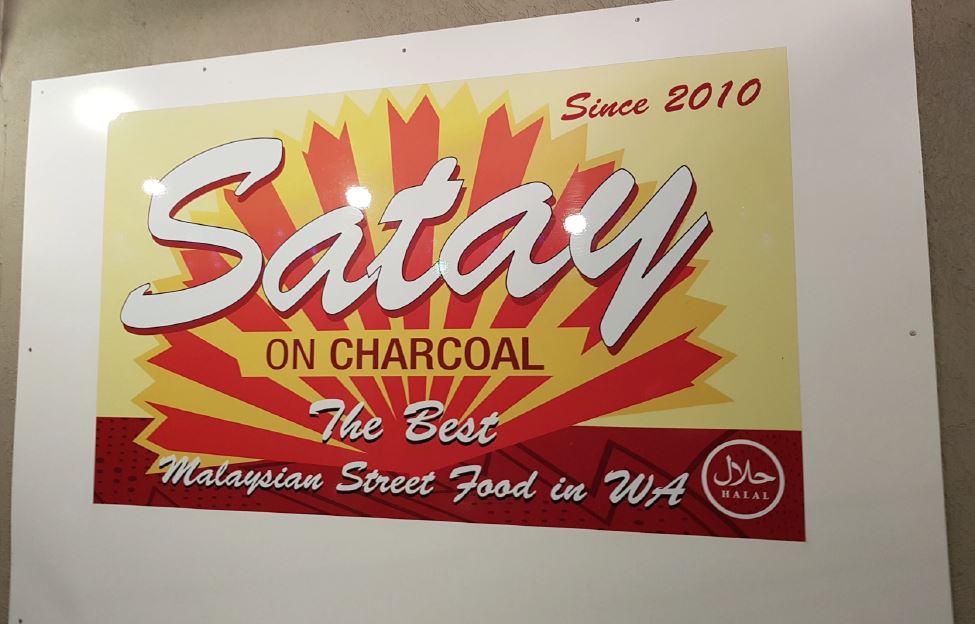 Since 2010
Satay
ON CHARCOAL
The Best
Malaysian Street Food in WA
حلال
HALAL